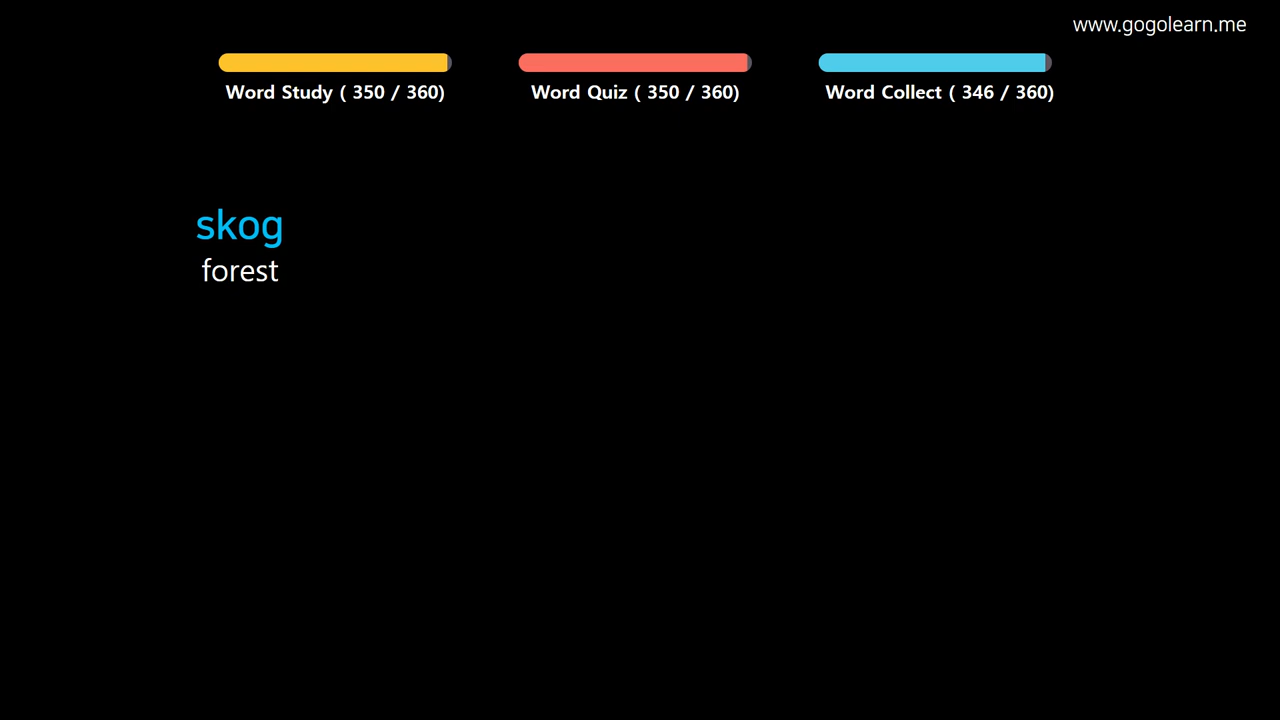 www.gogolearn.me
Word Study ( 350 / 360)
Word Quiz ( 350 / 360)
Word Collect ( 346 / 360)
skog
forest